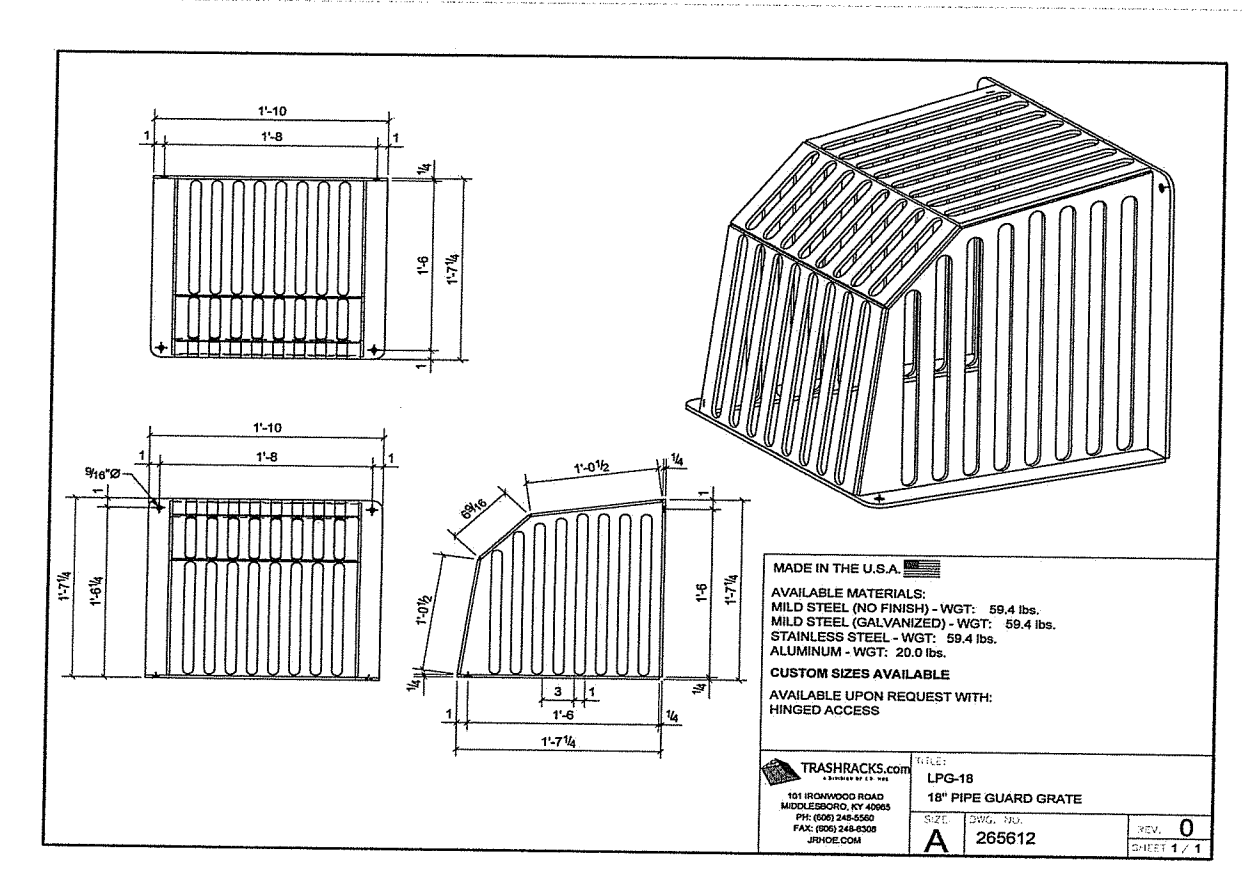 1'-10
1
1'-8
1
1/4
1'-6
1'-7 1/4
1
1'-10
1
1'-8
1
9/16"Ø
1
1'-7 1/4
1'-6 1/4
1'-0 1/2
1/4
6 9/16
1
1'-0 1/2
1'-6
1'-7 1/4
1/4
1/4
3
1
1
1'-6
1/4
1'-7 1/4
MADE IN THE U.S.A.
AVAILABLE MATERIALS:
MILD STEEL (NO FINISH) - WGT: 59.4 lbs.
MILD STEEL (GALVANIZED) - WGT: 59.4 lbs.
STAINLESS STEEL - WGT: 59.4 lbs.
ALUMINUM - WGT: 20.0 lbs.
CUSTOM SIZES AVAILABLE
AVAILABLE UPON REQUEST WITH:
HINGED ACCESS
TRASHRACKS.com
A DIVISION OF
101 IRONWOOD ROAD
MIDDLESBORO, KY 40965
PH: (606) 248-5560
FAX: (606) 248-6308
JRHOE.COM
TITLE:
LPG-18
18" PIPE GUARD GRATE
SIZE
A
DWG. NO.
265612
REV. 0
SHEET 1 / 1